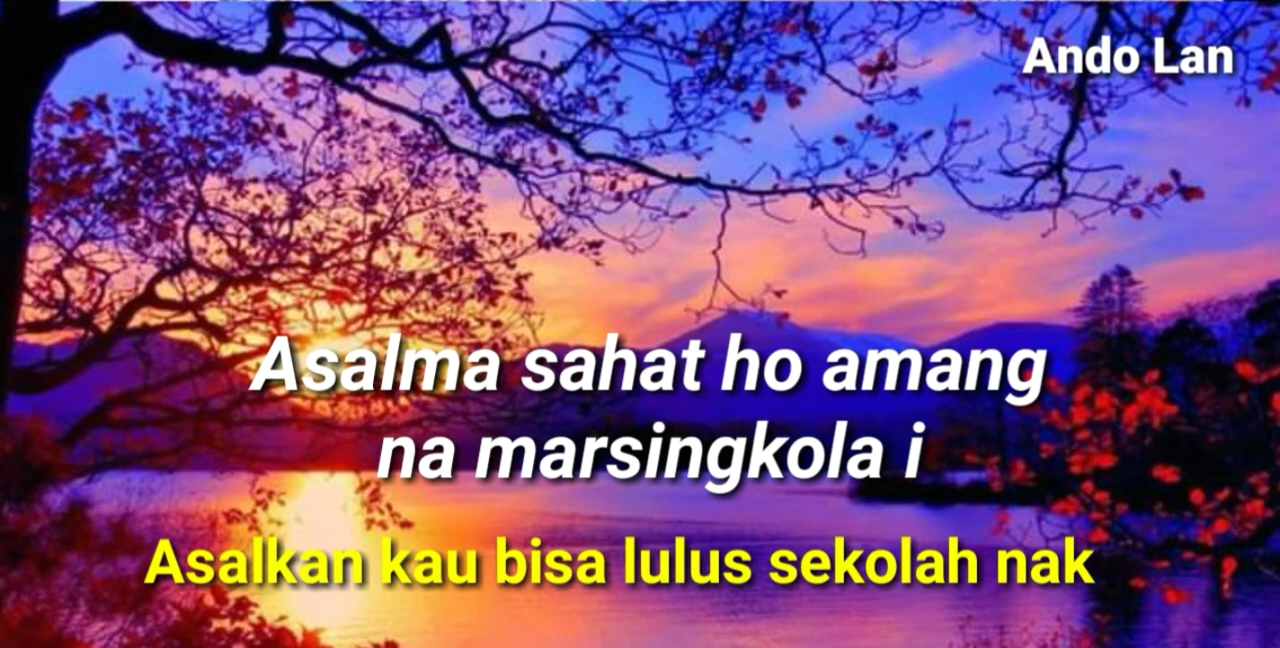 Ando Lan
Asalma sahat ho amang
na marsingkola i
Asalkan kau bisa lulus sekolah nak